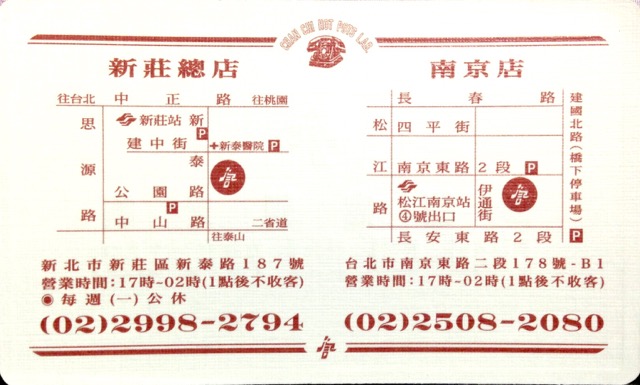 CHAN CHI HOT POTS LAB.
新莊總店
往台北 中正路 往桃園
思源路
新莊站
新泰路
P
建中街
✚新泰醫院 P
公園路
P
中山路
二省道
往泰山
新北市新莊區新泰路187號
營業時間:17時~02時(1點後不收客)
◉每週(一)公休
(02)2998-2794
南京店
長春路
建國北路(橋下停車場)
松江路
四平街
南京東路2段 P
松江南京站
④號出口
伊通街
長安東路2段
P
台北市南京東路二段178號-B1
營業時間:17時~02時(1點後不收客)
(02)2508-2080